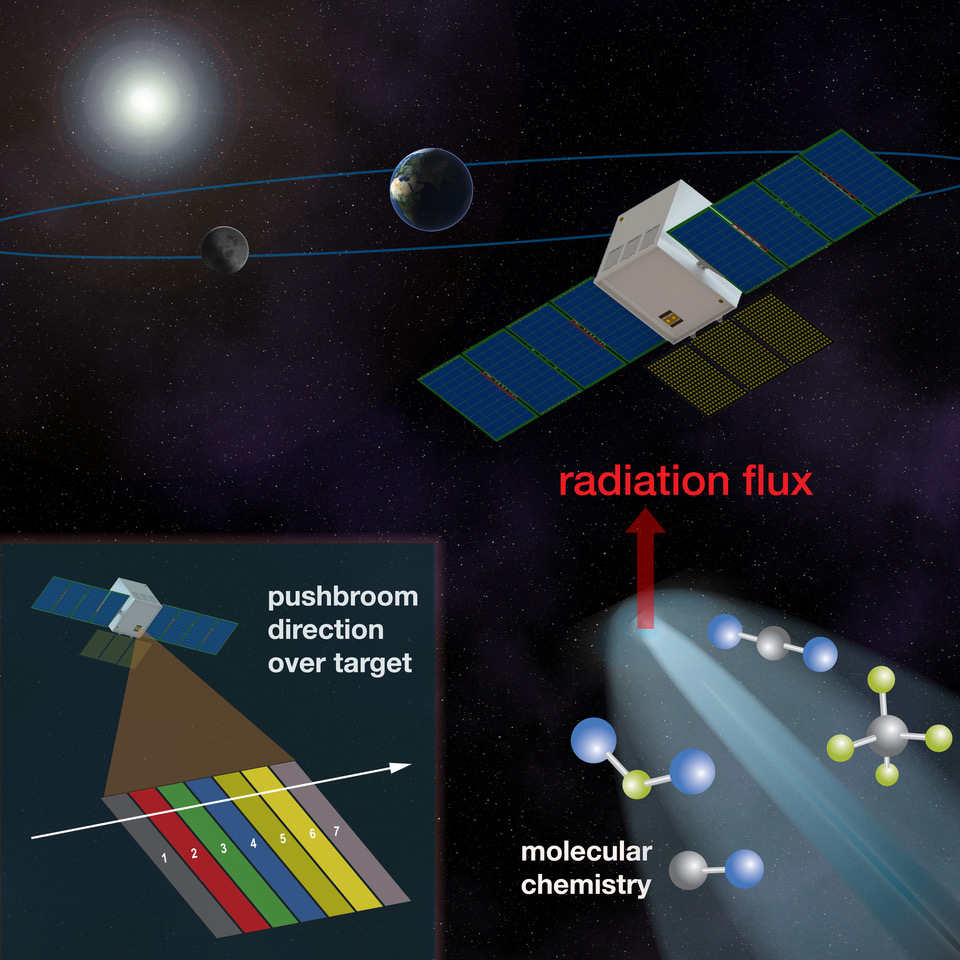 radiation flux
pushbroom
direction
over target
1
2
3
4
5
6
7
molecular
chemistry